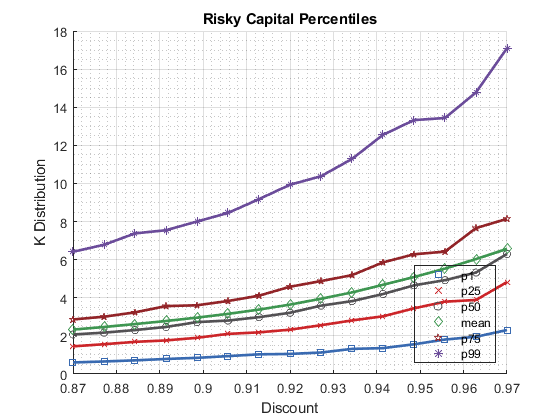 Risky Capital Percentiles
18
16
14
12
10
8
6
4
2
0
K Distribution
p1
p25
p50
mean
p75
p99
0.87 0.88 0.89 0.9 0.91 0.92 0.93 0.94 0.95 0.96 0.97
Discount